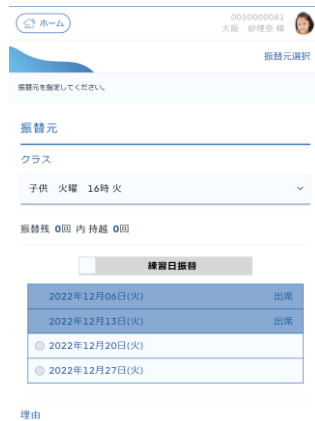 ホーム
0050000081
大阪 紗理奈 様
振替元選択
振替元を指定してください。
振替元
クラス
子供 火曜 16時 火
振替残 0回 内 持越 0回
練習日振替
2022年12月06日(火) 出席
2022年12月13日(火) 出席
2022年12月20日(火)
2022年12月27日(火)
理由